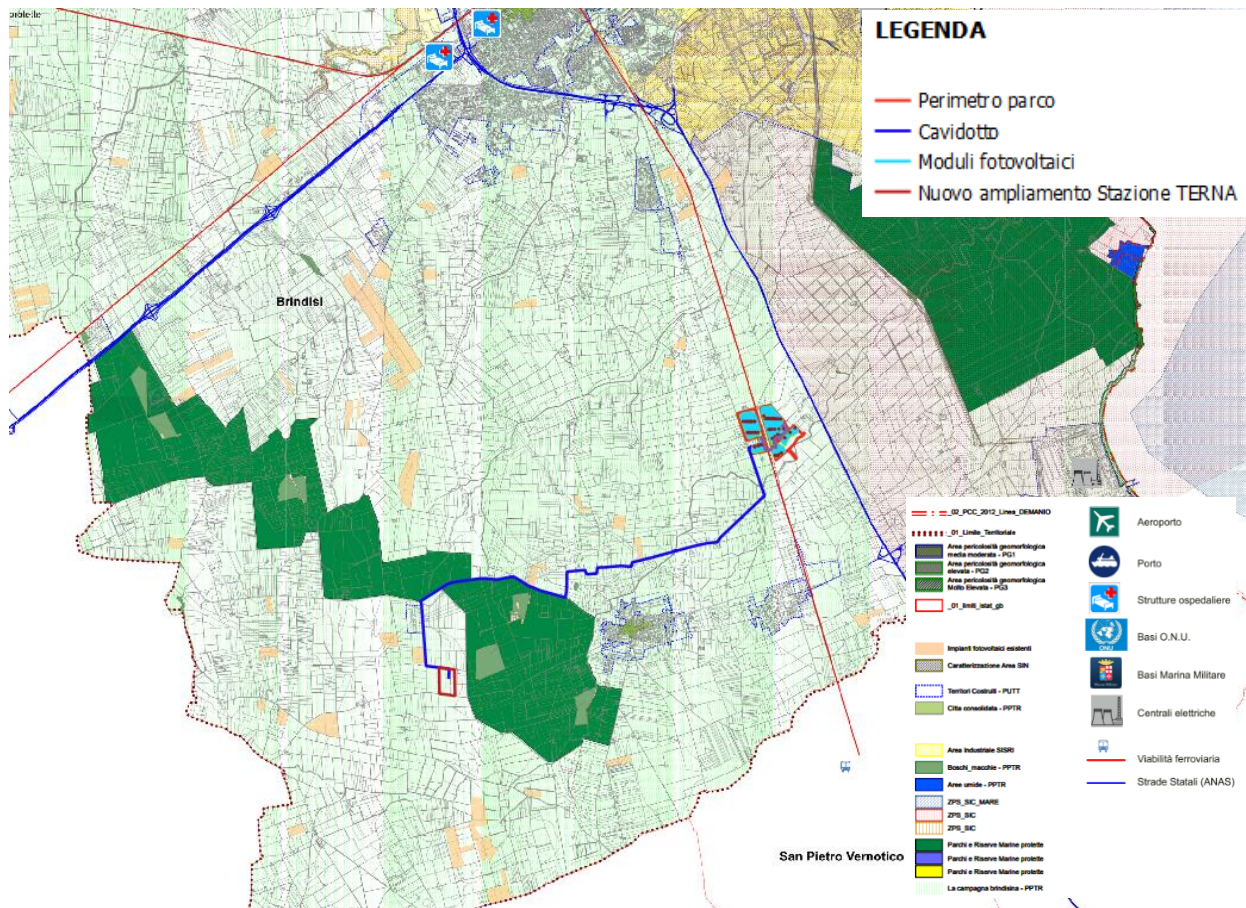 protette
LEGENDA
Perimetro parco
Cavidotto
Moduli fotovoltaici
Nuovo ampliamento Stazione TERNA
Brindisi
San Pietro Vernotico
_02_PCC_2012_Linea_DEMANIO
_01_Limite_Territoriale
Area pericolosità geomorfologica
media moderata - PG1
Area pericolosità geomorfologica
elevata - PG2
Area pericolosità geomorfologica
Molto Elevata - PG3
_01_limiti_istat_gb
Impianti fotovoltaici esistenti
Caratterizzazione Area SIN
Territori Costruiti - PUTT
Citta consolidata - PPTR
Area Industriale SISRI
Boschi_macchie - PPTR
Aree umide - PPTR
ZPS_SIC_MARE
ZPS_SIC
ZPS_SIC
Parchi e Riserve Marine protette
Parchi e Riserve Marine protette
Parchi e Riserve Marine protette
La campagna brindisina - PPTR
Aeroporto
Porto
Strutture ospedaliere
ONU
Basi O.N.U.
Basi Marina Militare
Centrali elettriche
Viabilità ferroviaria
Strade Statali (ANAS)